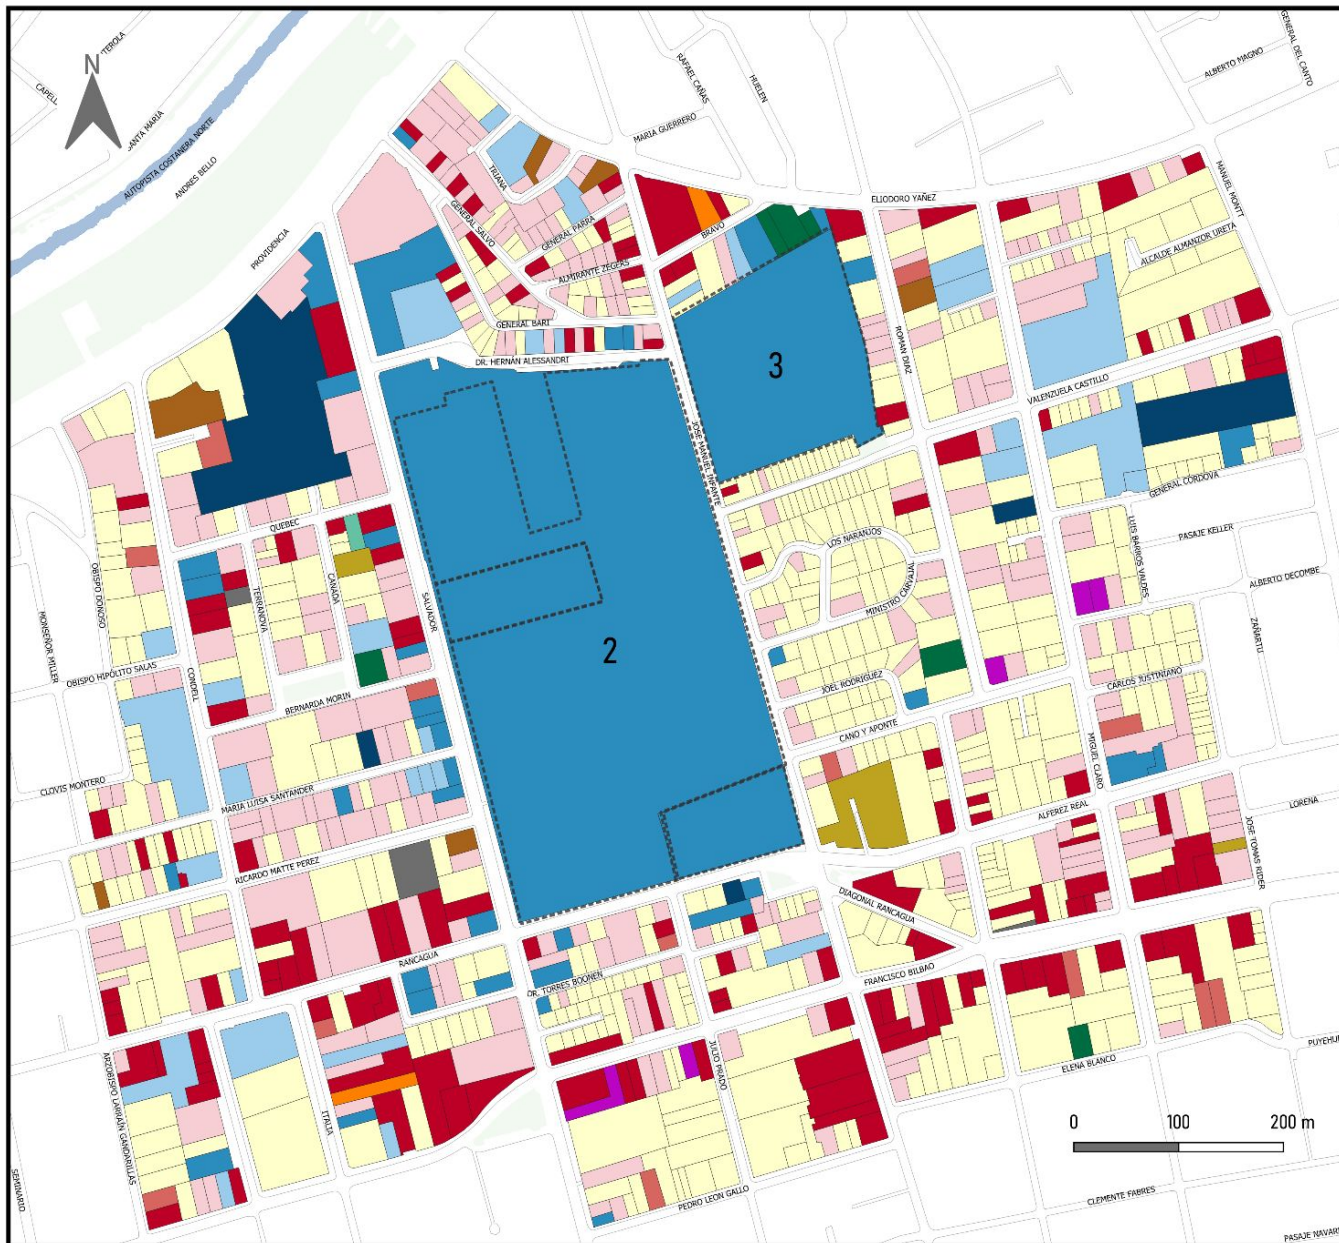 TEROLA
CAPELL
N
SANTA MARIA
AUTOPISTA COSTANERA NORTE
ANDRES BELLO
PROVIDENCIA
RAFAEL CAÑAS
HUELEN
MARIA GUERRERO
GENERAL DEL CANTO
ALBERTO MAGNO
MANUEL MONTT
ELIODORO YAÑEZ
TRIANA
GENERAL SALVO
GENERAL PARRA
BRAVO
ALMIRANTE ZEGERS
ALCALDE ALMANZOR URETA
GENERAL BARI
DR. HERNÁN ALESSANDRI
ROMAN DIAZ
3
VALENZUELA CASTILLO
JOSE MANUEL INFANTE
GENERAL CORDOVA
QUEBEC
LOS NARANJOS
LUIS BARROS VALDES
PASAJE KELLER
ALBERTO DECOMBE
OBISPO DONOSO
TERRANOVA
CANADA
SALVADOR
MINISTRO CARVAJAL
MONSEÑOR MILLER
ZAÑARTU
2
OBISPO HIPÓLITO SALAS
CONDELL
JOEL RODRIGUEZ
CARLOS JUSTINIANO
BERNARDA MORIN
CANO Y APONTE
MIGUEL CLARO
CLOVIS MONTERO
MARIA LUISA SANTANDER
ALFEREZ REAL
LORENA
JOSE TOMAS RIDER
RICARDO MATTE PEREZ
DIAGONAL RANCAGUA
RANCAGUA
FRANCISCO BILBAO
DR. TORRES BOONEN
JULIO PRADO
ELENA BLANCO
PUYEHU
ARZOBISPO LARRAÍN GANDARILLAS
ITALIA
0 100 200 m
SEMINARIO
PEDRO LEON GALLO
CLEMENTE FABRES
PASAJE NAVAR